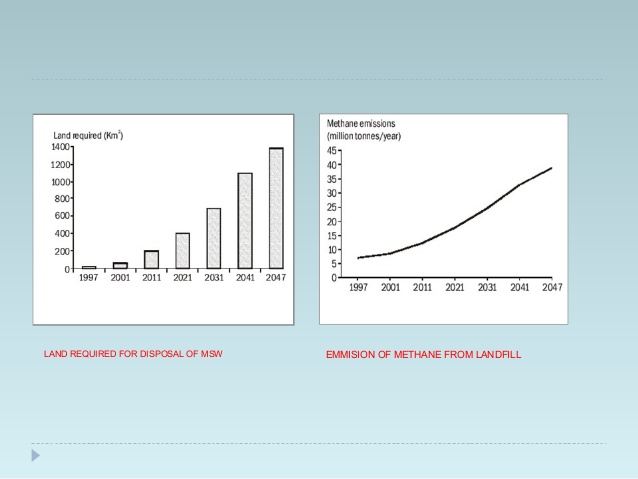 Land required (Km²)
1400
1200
1000
800
600
400
200
0
1997 2001 2011 2021 2031 2041 2047
Methane emissions
(million tonnes/year)
45
40
35
30
25
20
15
10
5
0
1997 2001 2011 2021 2031 2041 2047
LAND REQUIRED FOR DISPOSAL OF MSW
EMMISION OF METHANE FROM LANDFILL